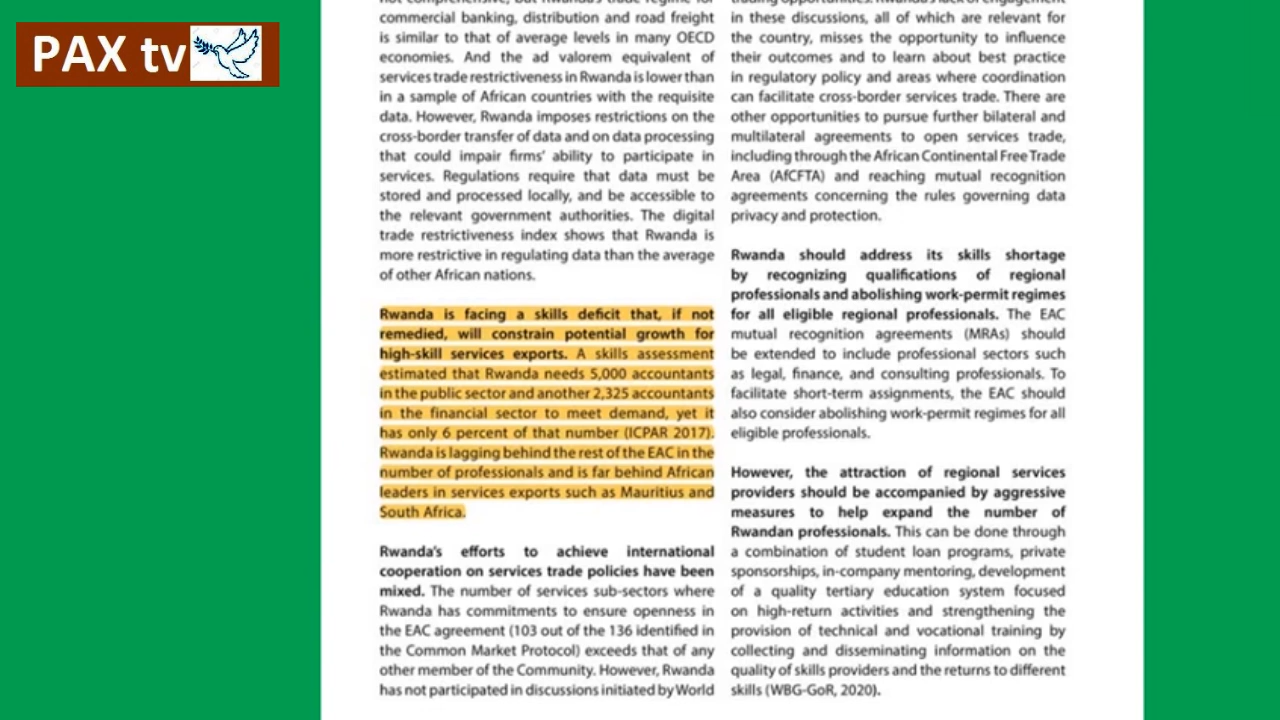 PAX tv
not comprehensive, but Rwanda's trade regime for
commercial banking, distribution and road freight
is similar to that of average levels in many OECD
economies. And the ad valorem equivalent of
services trade restrictiveness in Rwanda is lower than
in a sample of African countries with the requisite
data. However, Rwanda imposes restrictions on the
cross-border transfer of data and on data processing
that could impair firms' ability to participate in
services. Regulations require that data must be
stored and processed locally, and be accessible to
the relevant government authorities. The digital
trade restrictiveness index shows that Rwanda is
more restrictive in regulating data than the average
of other African nations.
Rwanda is facing a skills deficit that, if not
remedied, will constrain potential growth for
high-skill services exports. A skills assessment
estimated that Rwanda needs 5,000 accountants
in the public sector and another 2,325 accountants
in the financial sector to meet demand, yet it
has only 6 percent of that number (ICPAR 2017).
Rwanda is lagging behind the rest of the EAC in the
number of professionals and is far behind African
leaders in services exports such as Mauritius and
South Africa.
Rwanda's efforts to achieve international
cooperation on services trade policies have been
mixed. The number of services sub-sectors where
Rwanda has commitments to ensure openness in
the EAC agreement (103 out of the 136 identified in
the Common Market Protocol) exceeds that of any
other member of the Community. However, Rwanda
has not participated in discussions initiated by World
trading opportunities. Rwanda's lack of engagement
in these discussions, all of which are relevant for
the country, misses the opportunity to influence
their outcomes and to learn about best practice
in regulatory policy and areas where coordination
can facilitate cross-border services trade. There are
other opportunities to pursue further bilateral and
multilateral agreements to open services trade,
including through the African Continental Free Trade
Area (AfCFTA) and reaching mutual recognition
agreements concerning the rules governing data
privacy and protection.
Rwanda should address its skills shortage
by recognizing qualifications of regional
professionals and abolishing work-permit regimes
for all eligible regional professionals. The EAC
mutual recognition agreements (MRAs) should
be extended to include professional sectors such
as legal, finance, and consulting professionals. To
facilitate short-term assignments, the EAC should
also consider abolishing work-permit regimes for all
eligible professionals.
However, the attraction of regional services
providers should be accompanied by aggressive
measures to help expand the number of
Rwandan professionals. This can be done through
a combination of student loan programs, private
sponsorships, in-company mentoring, development
of a quality tertiary education system focused
on high-return activities and strengthening the
provision of technical and vocational training by
collecting and disseminating information on the
quality of skills providers and the returns to different
skills (WBG-GoR, 2020).